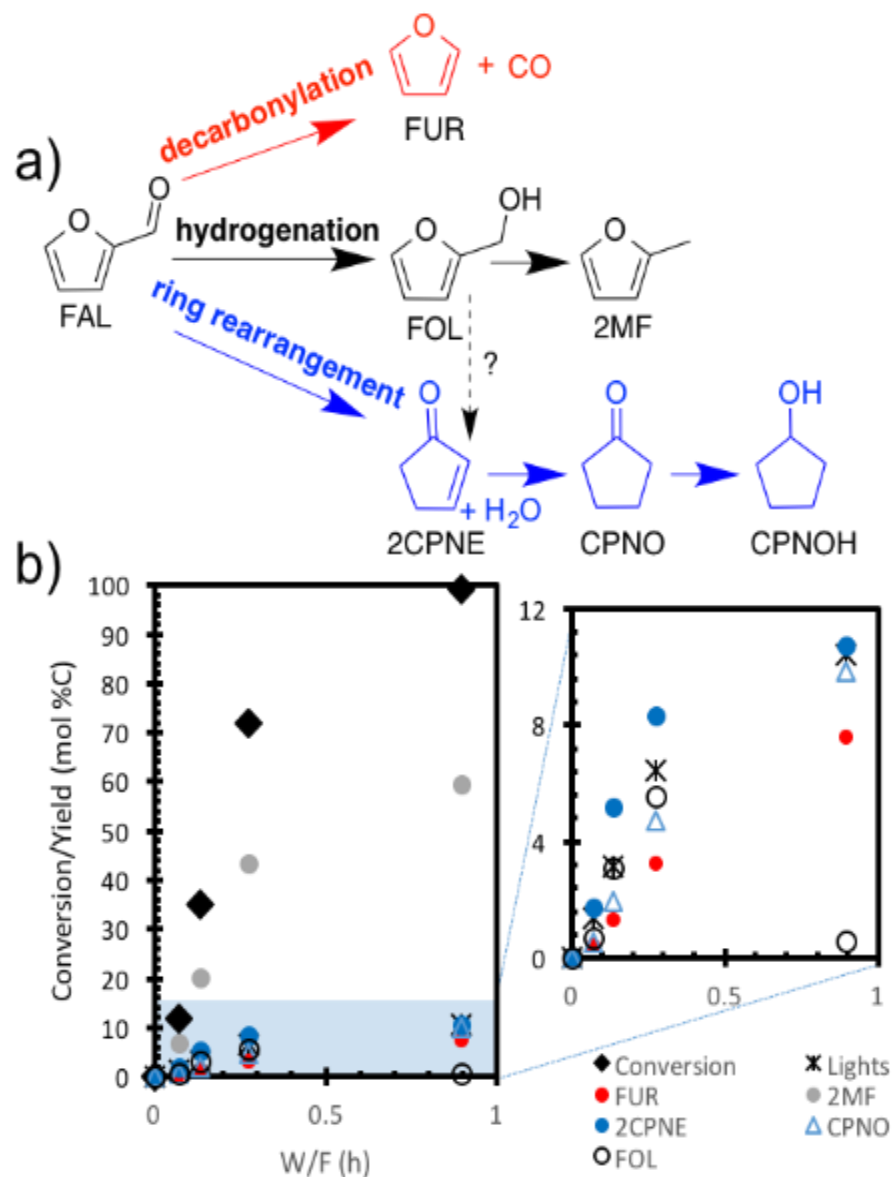 O
+ CO
FUR
decarbonylation
a)
O
O
hydrogenation
FAL
O
OH
FOL
O
2MF
ring rearrangement
?
O
+ H₂O
2CPNE
O
CPNO
OH
CPNOH
b)
Conversion/Yield (mol %C)
100
90
80
70
60
50
40
30
20
10
0
0
0.5
1
W/F (h)
12
8
4
0
0
0.5
1
Conversion
Lights
FUR
2MF
2CPNE
CPNO
FOL